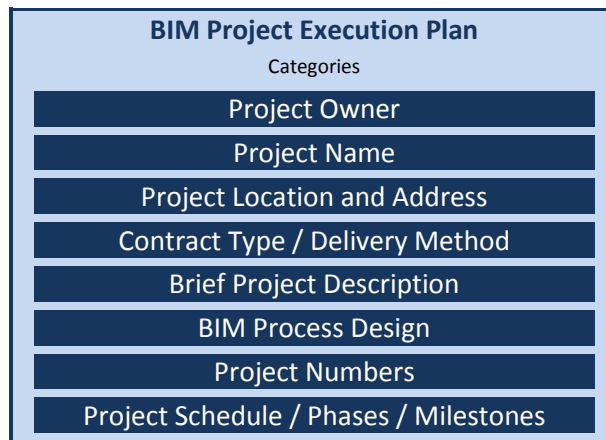 BIM Project Execution Plan
Categories
Project Owner
Project Name
Project Location and Address
Contract Type / Delivery Method
Brief Project Description
BIM Process Design
Project Numbers
Project Schedule / Phases / Milestones